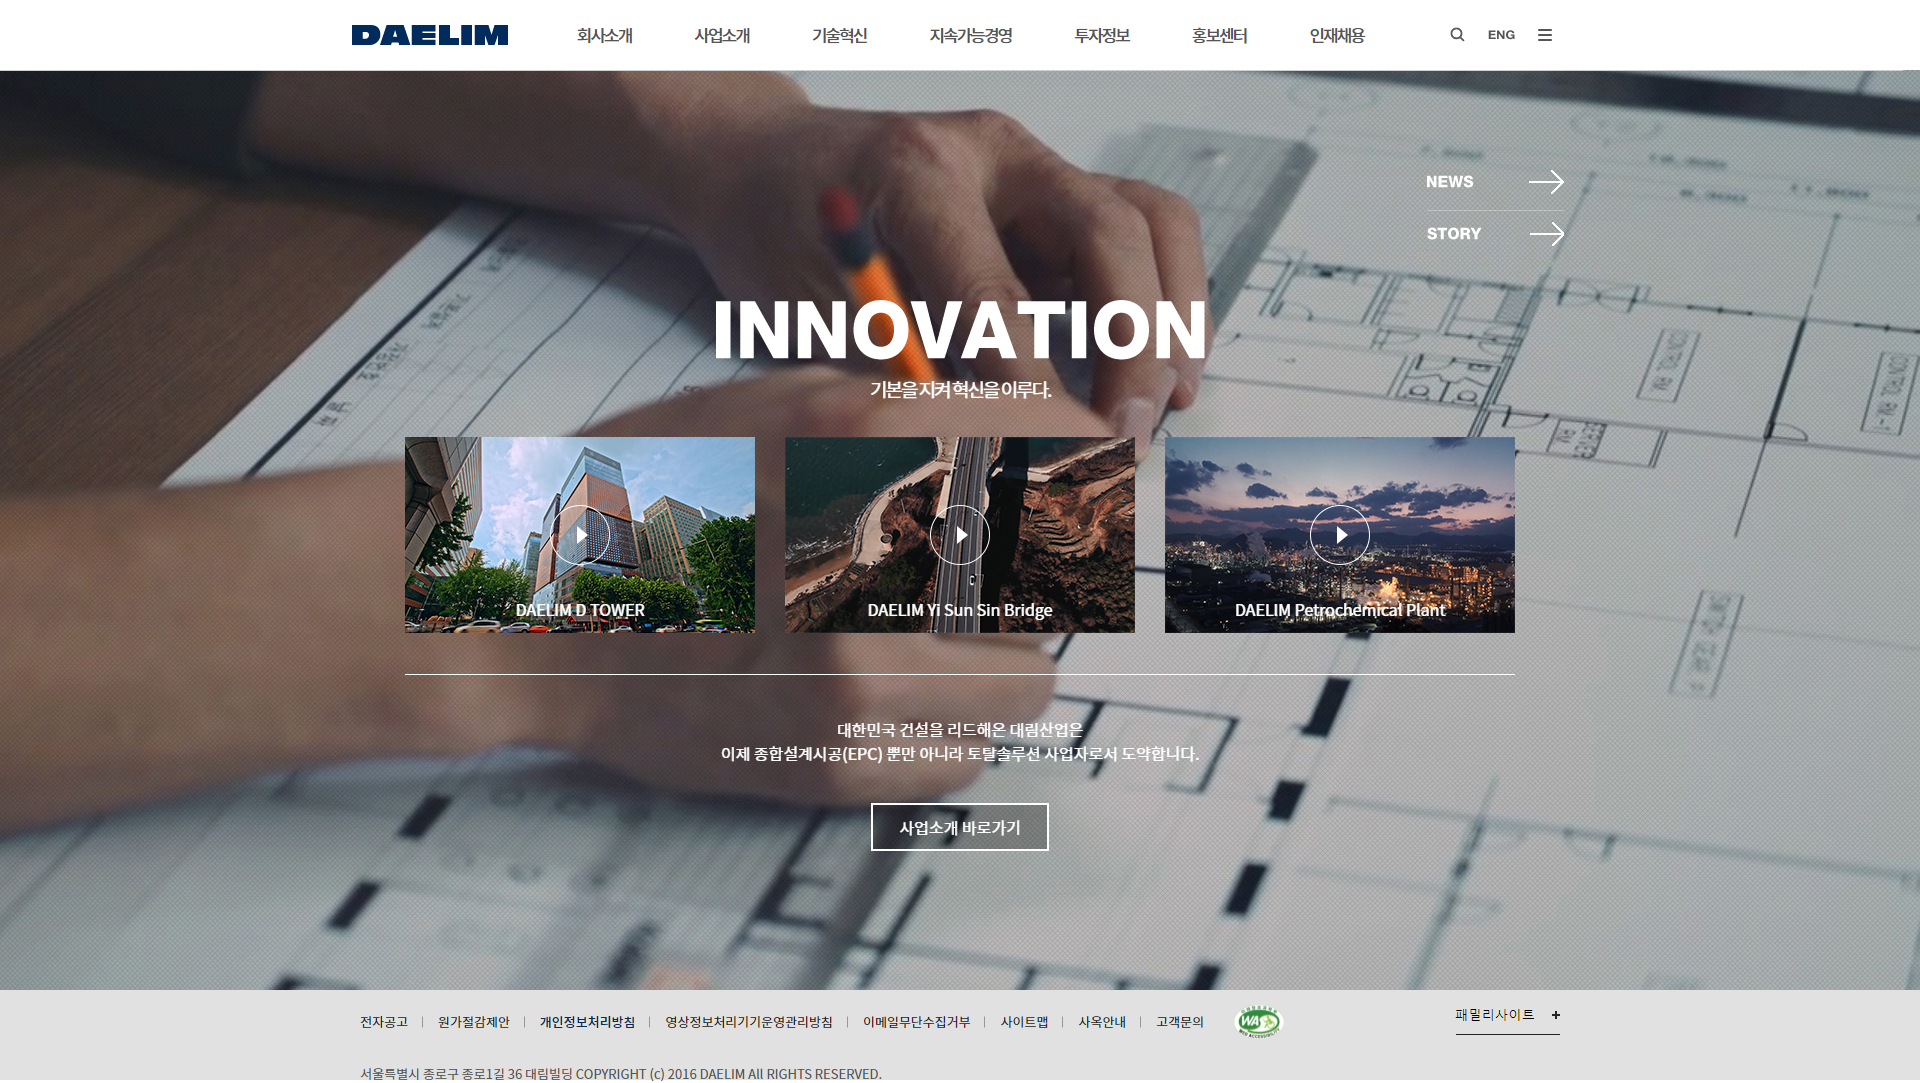 DAELIM
회사소개 사업소개 기술혁신 지속가능경영 투자정보 홍보센터 인재채용 ENG
NEWS
STORY
INNOVATION
기본을 지켜 혁신을 이루다.
DAELIM D TOWER
DAELIM Yi Sun Sin Bridge
DAELIM Petrochemical Plant
대한민국 건설을 리드해온 대림산업은
이제 종합설계시공(EPC) 뿐만 아니라 토탈솔루션 사업자로서 도약합니다.
사업소개 바로가기
전자공고 원가절감제안 개인정보처리방침 영상정보처리기기운영관리방침 이메일무단수집거부 사이트맵 사옥안내 고객문의 WA 패밀리사이트 +
서울특별시 종로구 종로1길 36 대림빌딩 COPYRIGHT (c) 2016 DAELIM All RIGHTS RESERVED.